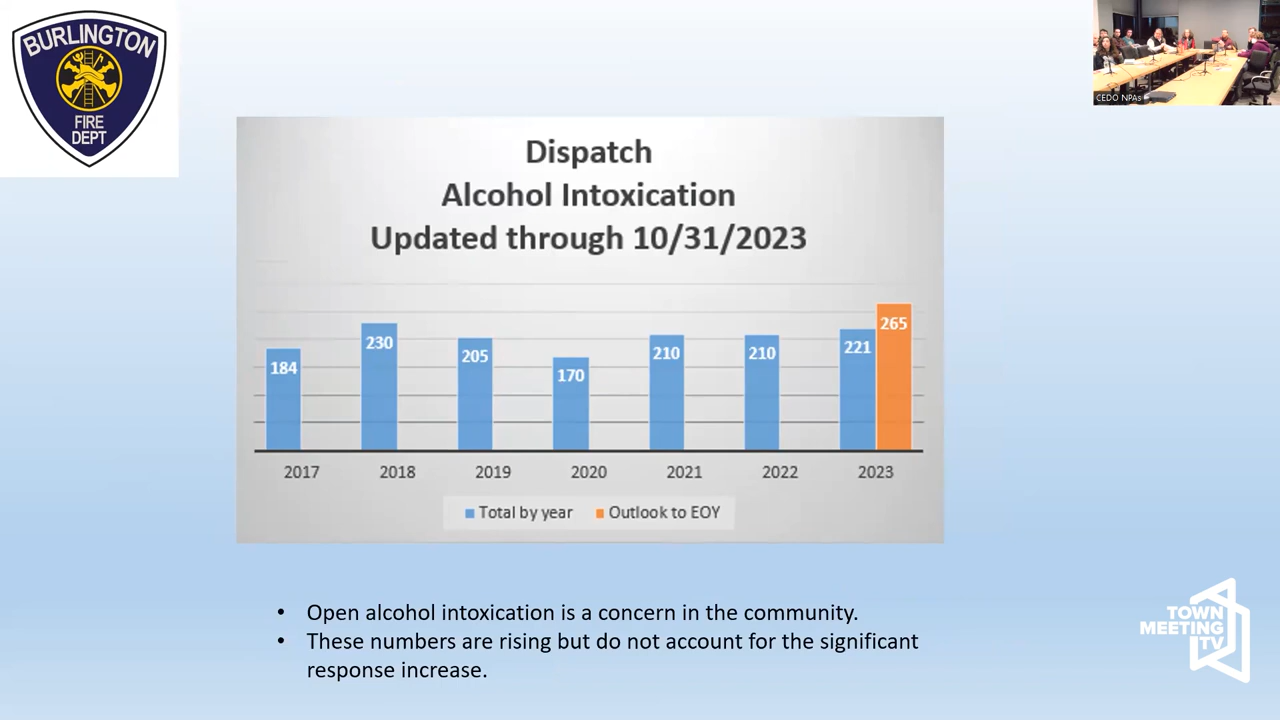 BURLINGTON
FIRE
DEPT
CEDO NPAs
Dispatch
Alcohol Intoxication
Updated through 10/31/2023
184
230
205
170
210
210
221
265
2017
2018
2019
2020
2021
2022
2023
Total by year
Outlook to EOY
• Open alcohol intoxication is a concern in the community.
• These numbers are rising but do not account for the significant
response increase.
TOWN
MEETING
TV